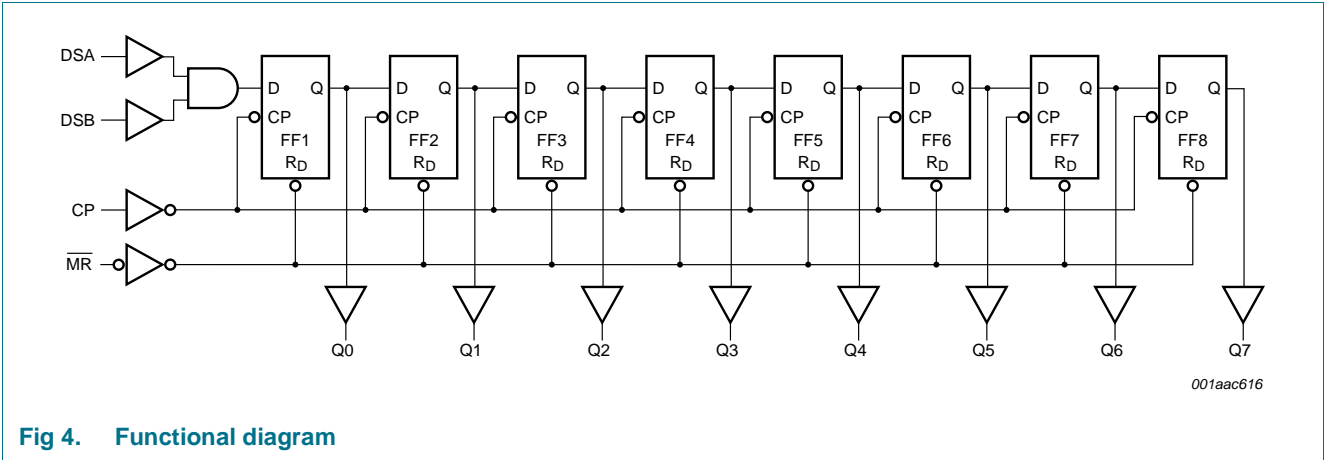 DSA
DSB
CP
M̅R̅
D Q
CP
FF1
RD
D Q
CP
FF2
RD
D Q
CP
FF3
RD
D Q
CP
FF4
RD
D Q
CP
FF5
RD
D Q
CP
FF6
RD
D Q
CP
FF7
RD
D Q
CP
FF8
RD
Q0 Q1 Q2 Q3 Q4 Q5 Q6 Q7
001aac616
Fig 4. Functional diagram